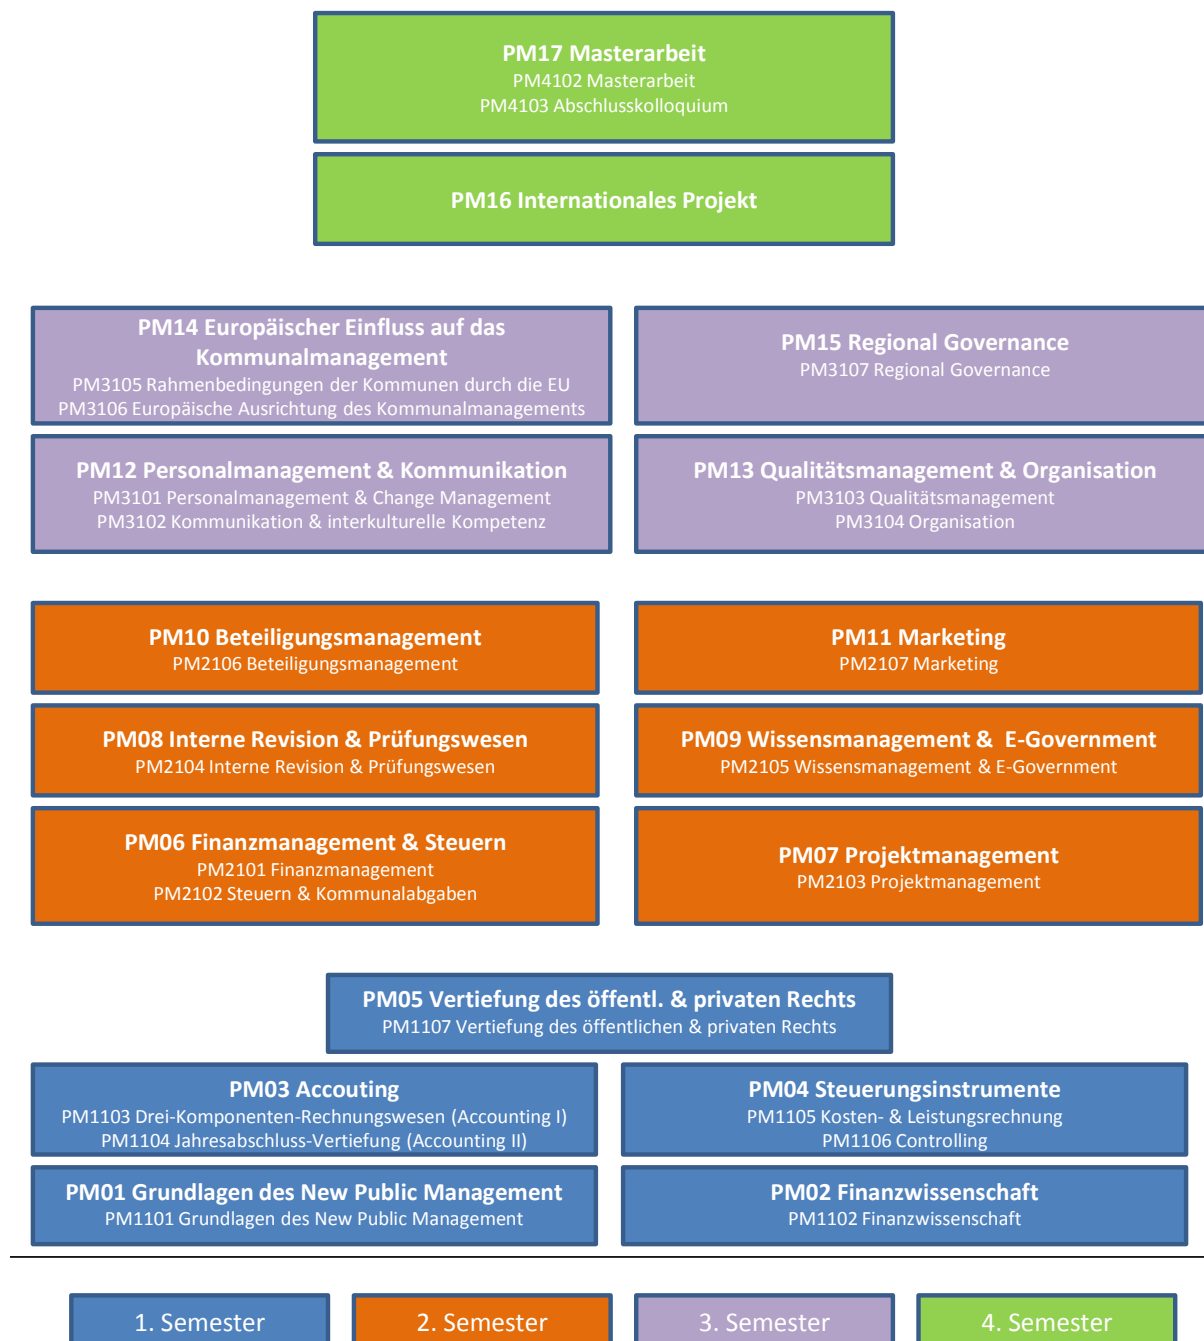 PM17 Masterarbeit
PM4102 Masterarbeit
PM4103 Abschlusskolloquium
PM16 Internationales Projekt
PM14 Europäischer Einfluss auf das
Kommunalmanagement
PM3105 Rahmenbedingungen der Kommunen durch die EU
PM3106 Europäische Ausrichtung des Kommunalmanagements
PM15 Regional Governance
PM3107 Regional Governance
PM12 Personalmanagement & Kommunikation
PM3101 Personalmanagement & Change Management
PM3102 Kommunikation & interkulturelle Kompetenz
PM13 Qualitätsmanagement & Organisation
PM3103 Qualitätsmanagement
PM3104 Organisation
PM10 Beteiligungsmanagement
PM2106 Beteiligungsmanagement
PM11 Marketing
PM2107 Marketing
PM08 Interne Revision & Prüfungswesen
PM2104 Interne Revision & Prüfungswesen
PM09 Wissensmanagement & E-Government
PM2105 Wissensmanagement & E-Government
PM06 Finanzmanagement & Steuern
PM2101 Finanzmanagement
PM2102 Steuern & Kommunalabgaben
PM07 Projektmanagement
PM2103 Projektmanagement
PM05 Vertiefung des öffentl. & privaten Rechts
PM1107 Vertiefung des öffentlichen & privaten Rechts
PM03 Accouting
PM1103 Drei-Komponenten-Rechnungswesen (Accounting I)
PM1104 Jahresabschluss-Vertiefung (Accounting II)
PM04 Steuerungsinstrumente
PM1105 Kosten- & Leistungsrechnung
PM1106 Controlling
PM01 Grundlagen des New Public Management
PM1101 Grundlagen des New Public Management
PM02 Finanzwissenschaft
PM1102 Finanzwissenschaft
1. Semester
2. Semester
3. Semester
4. Semester